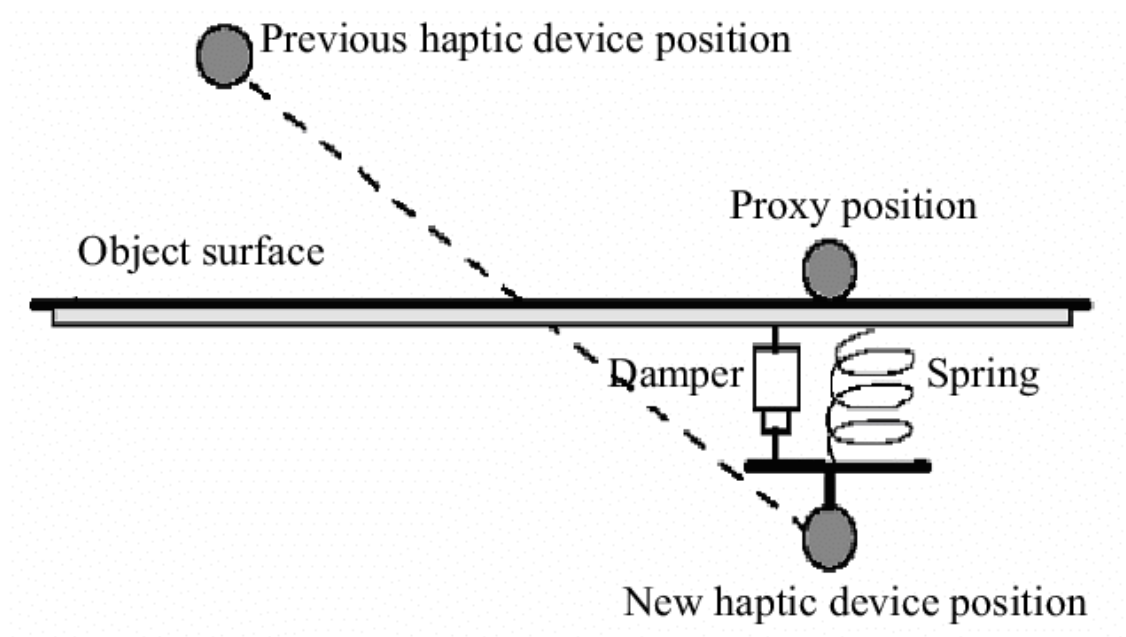 Previous haptic device position
Proxy position
Object surface
Damper
Spring
New haptic device position